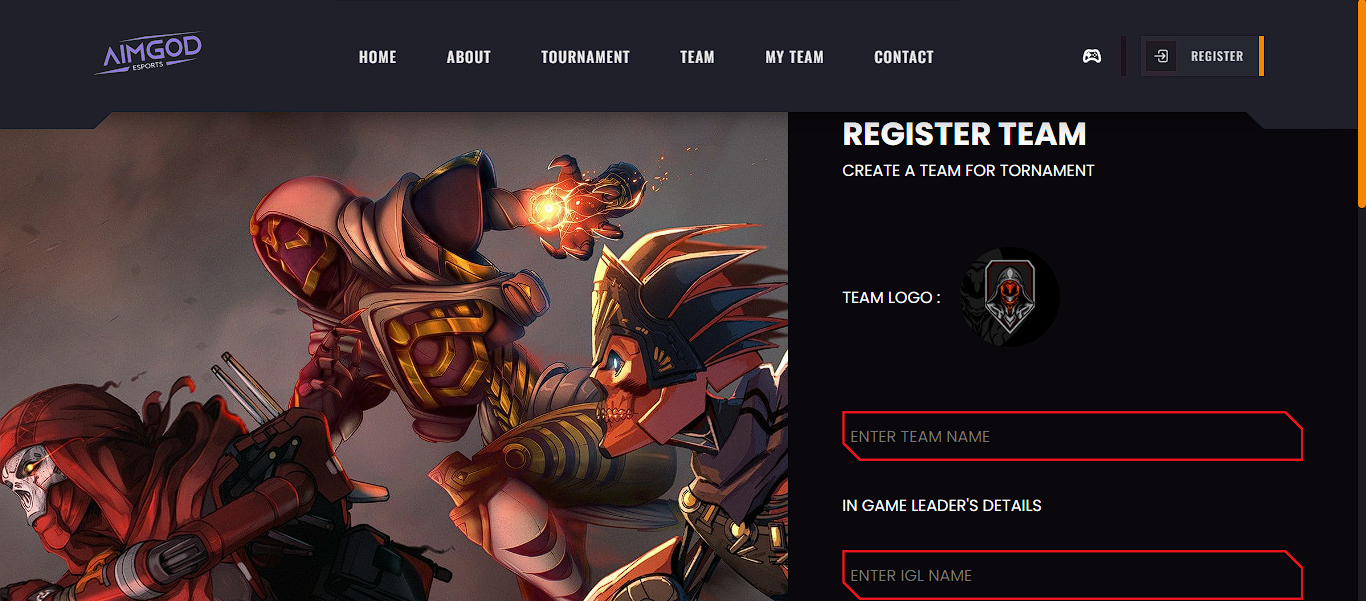 AIMGOD
ESPORTS
HOME
ABOUT
TOURNAMENT
TEAM
MY TEAM
CONTACT
REGISTER
REGISTER TEAM
CREATE A TEAM FOR TORNAMENT
TEAM LOGO :
ENTER TEAM NAME
IN GAME LEADER'S DETAILS
ENTER IGL NAME